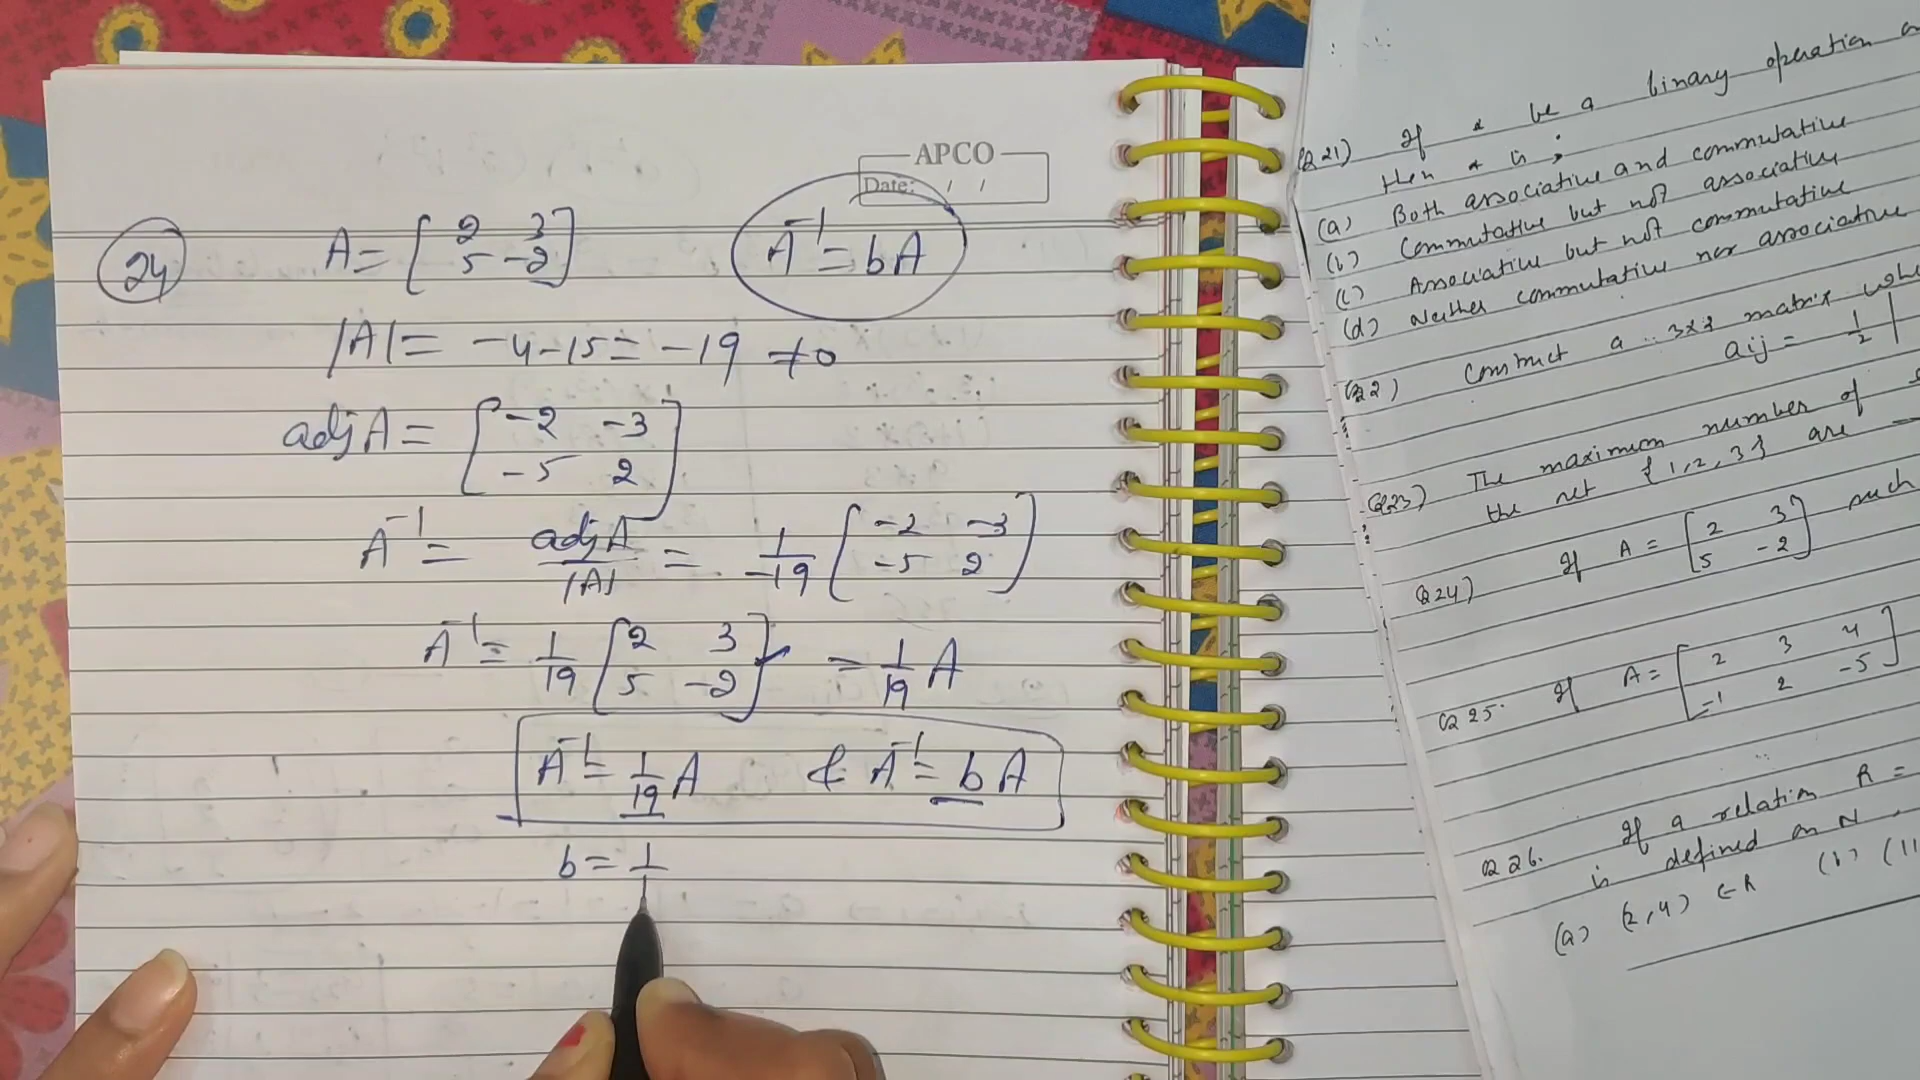 APCO
Date: / /
24 A = [2 3 5 -2] A⁻¹ = bA
|A| = -4-15 = -19 ≠ 0
adj A = [-2 -3 -5 2]
A⁻¹ = adj A / |A| = 1/-19 [-2 -3 -5 2]
A⁻¹ = 1/19 [2 3 5 -2] = 1/19 A
A⁻¹ = 1/19 A & A⁻¹ = bA
b = 1/1
Q21) If * be a binary operation
then * is ;
(a) Both associative and commutative
(b) Commutative but not associative
(c) Associative but not commutative
(d) Neither commutative nor associative
Q22) Construct a 3x2 matrix
aij = 1/2 |
Q23) The maximum number of
the set {1, 2, 3} are
Q24) If A = [2 3 5 -2] such
Q25. If A = [2 3 4 -1 2 -5]
Q26. If a relation R =
is defined on N
(a) (2,4) ∈ R (b) (11